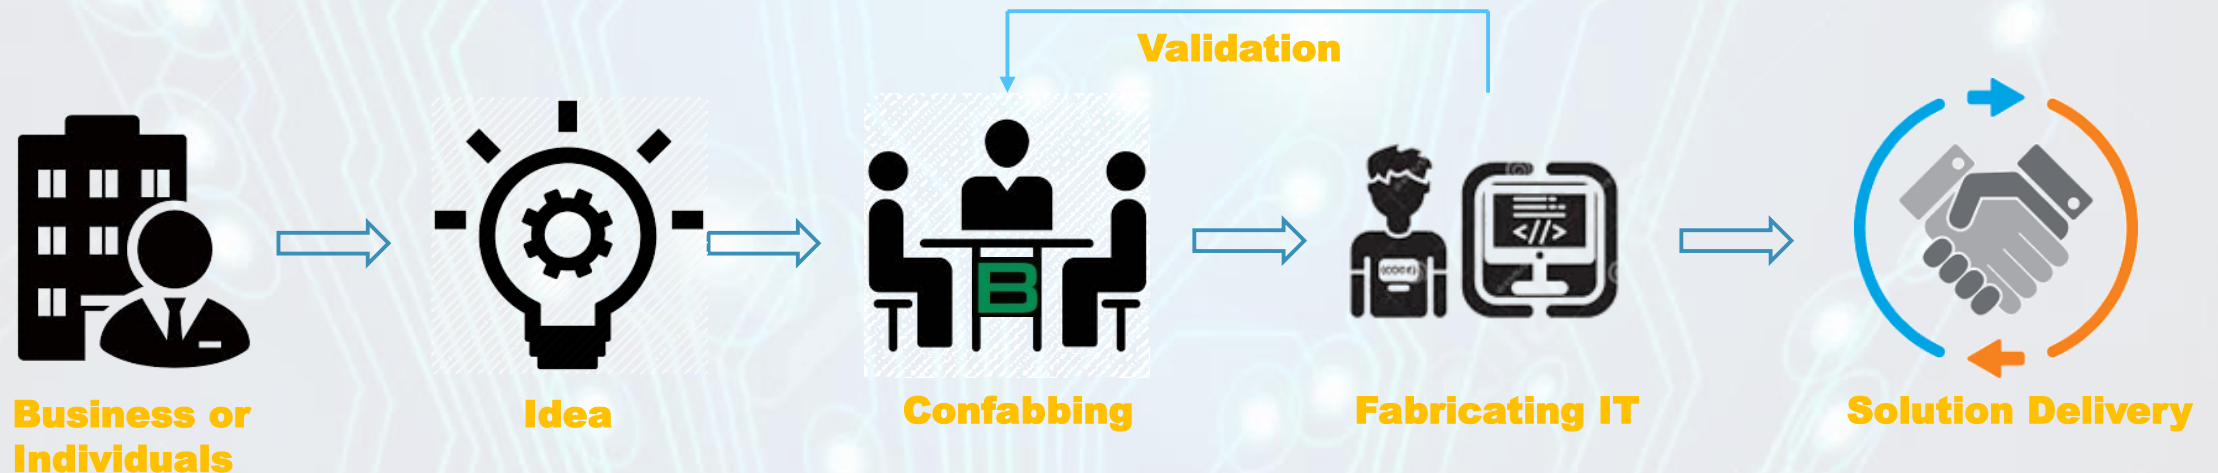 Validation
B
<//>
Business or
Individuals
Idea
Confabbing
Fabricating IT
Solution Delivery